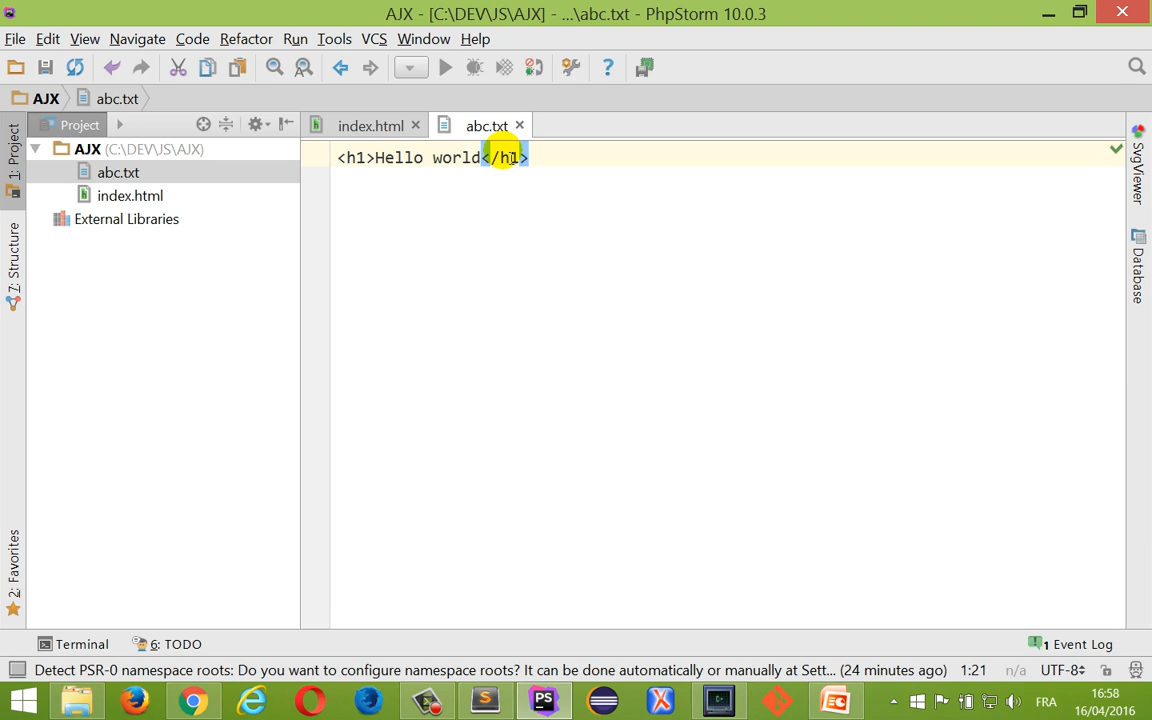 AJX - [C:\DEV\JS\AJX] - ...\abc.txt - PhpStorm 10.0.3
File Edit View Navigate Code Refactor Run Tools VCS Window Help
AJX abc.txt
1: Project
7: Structure
2: Favorites
Project
AJX (C:\DEV\JS\AJX)
abc.txt
index.html
External Libraries
index.html abc.txt
<h1>Hello world</h1>
SvgViewer
Database
Terminal 6: TODO 1 Event Log
Detect PSR-0 namespace roots: Do you want to configure namespace roots? It can be done automatically or manually at Sett... (24 minutes ago) 1:21 n/a UTF-8
FRA
16:58
16/04/2016